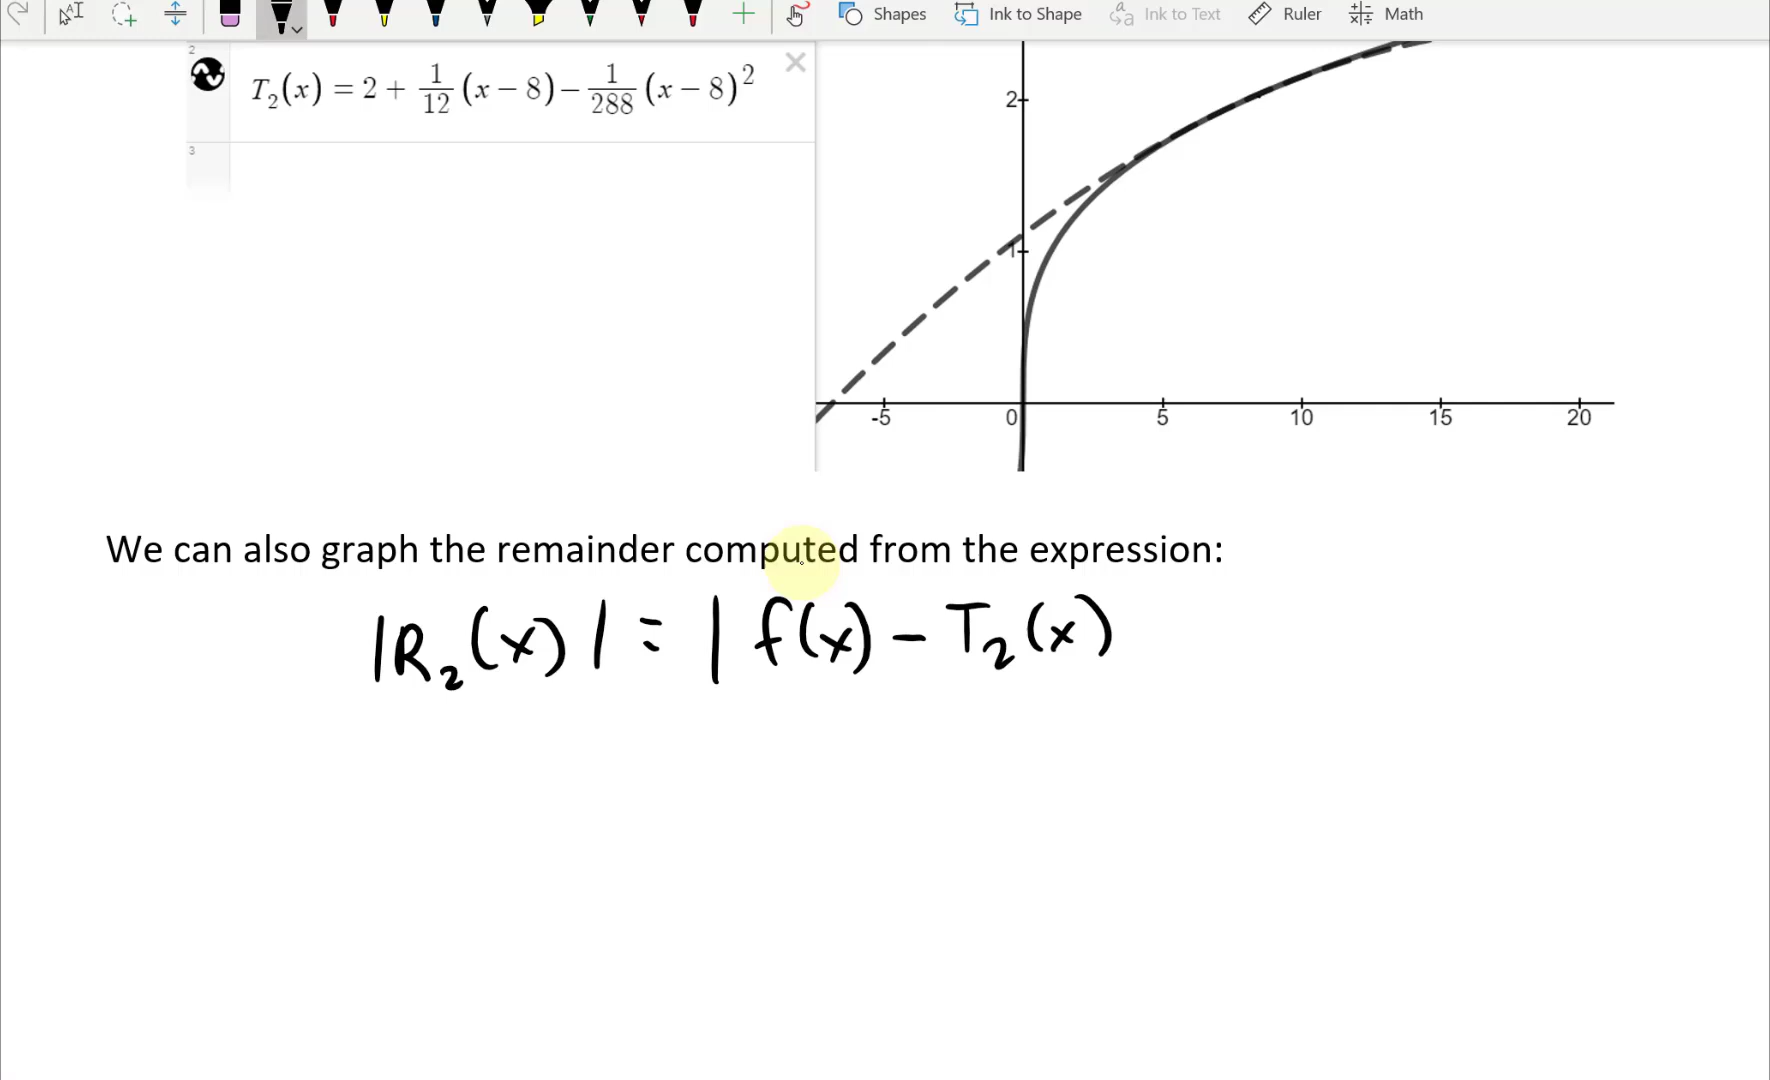 Shapes Ink to Shape Ink to Text Ruler Math
2
T₂(x) = 2 + 1/12 (x − 8) − 1/288 (x − 8)²
3
2
1
-5 0 5 10 15 20
We can also graph the remainder computed from the expression:
|R₂(x)| = | f(x) − T₂(x)